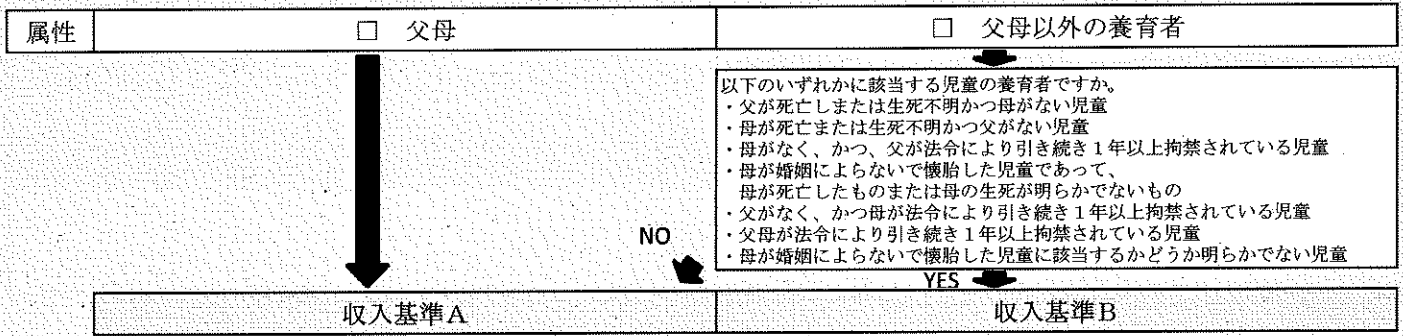 属性
□ 父母
□ 父母以外の養育者
以下のいずれかに該当する児童の養育者ですか。
・父が死亡しまたは生死不明かつ母がない児童
・母が死亡または生死不明かつ父がない児童
・母がなく、かつ、父が法令により引き続き1年以上拘禁されている児童
・母が婚姻によらないで懐胎した児童であって、
母が死亡したものまたは母の生死が明らかでないもの
・父がなく、かつ母が法令により引き続き1年以上拘禁されている児童
・父母が法令により引き続き1年以上拘禁されている児童
・母が婚姻によらないで懐胎した児童に該当するかどうか明らかでない児童
NO
YES
収入基準A
収入基準B